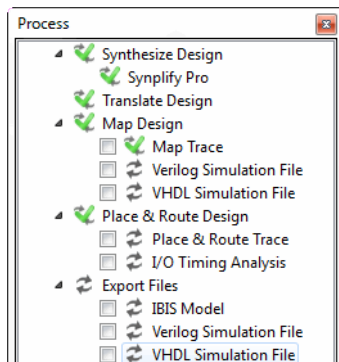 Process
Synthesize Design
Synplify Pro
Translate Design
Map Design
Map Trace
Verilog Simulation File
VHDL Simulation File
Place & Route Design
Place & Route Trace
I/O Timing Analysis
Export Files
IBIS Model
Verilog Simulation File
VHDL Simulation File